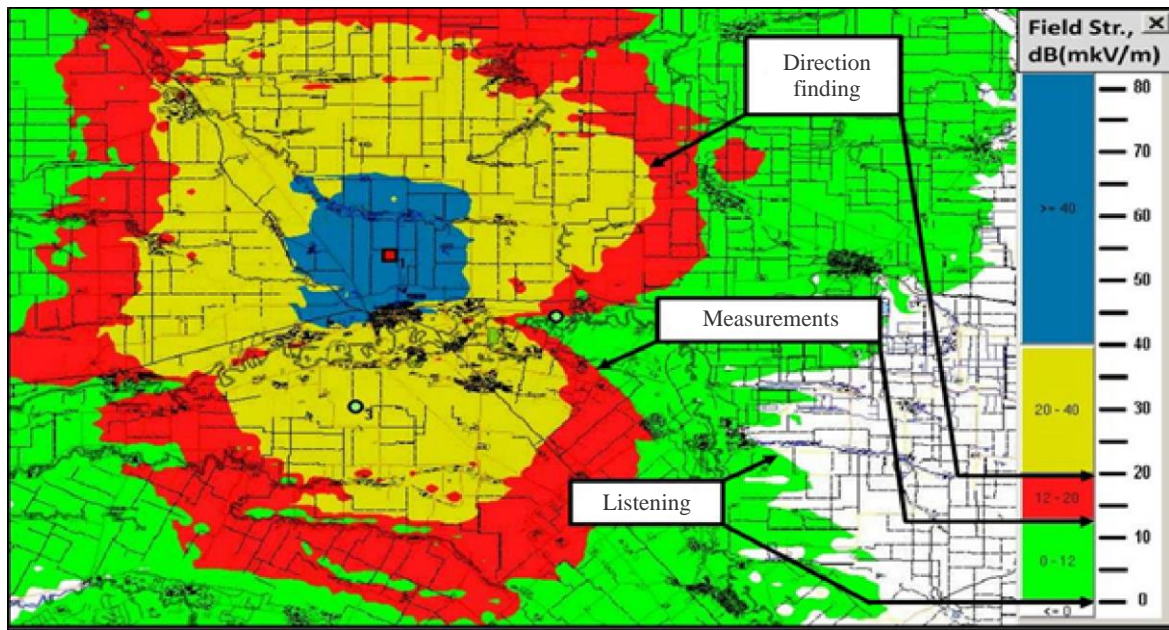 Field Str.,
dB(mkV/m)
Direction
finding
Measurements
Listening
3
>= 40
20 - 40
12 - 20
0 - 12
<= 0
80
70
60
50
40
30
20
10
0